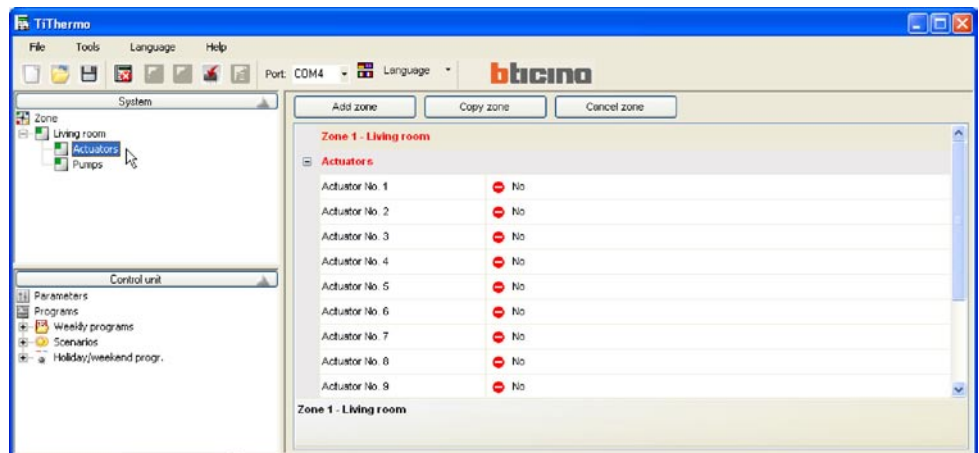 TiThermo
File Tools Language Help
Port: COM4 Language bticino
System
Zone
Living room
Actuators
Pumps
Control unit
Parameters
Programs
Weekly programs
Scenarios
Holiday/weekend progr.
Add zone Copy zone Cancel zone
Zone 1 - Living room
Actuators
Actuator No. 1 No
Actuator No. 2 No
Actuator No. 3 No
Actuator No. 4 No
Actuator No. 5 No
Actuator No. 6 No
Actuator No. 7 No
Actuator No. 8 No
Actuator No. 9 No
Zone 1 - Living room